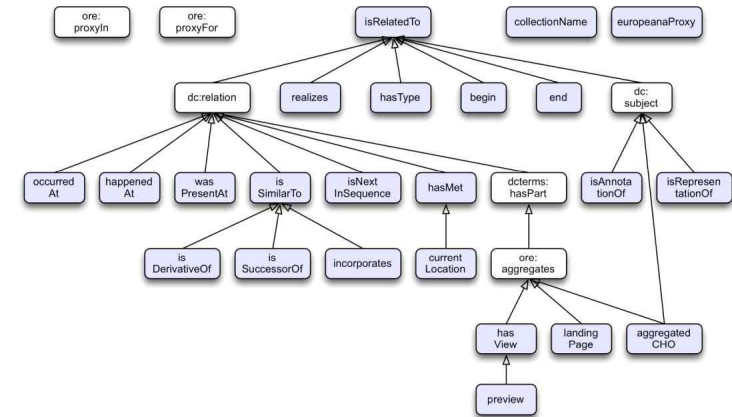 ore:
proxyIn
ore:
proxyFor
isRelatedTo
collectionName
europeanaProxy
dc:relation
realizes
hasType
begin
end
dc:
subject
occurred
At
happened
At
was
PresentAt
is
SimilarTo
isNext
InSequence
hasMet
dcterms:
hasPart
isAnnota
tionOf
isRepresen
tationOf
is
DerivativeOf
is
SuccessorOf
incorporates
current
Location
ore:
aggregates
has
View
landing
Page
aggregated
CHO
preview